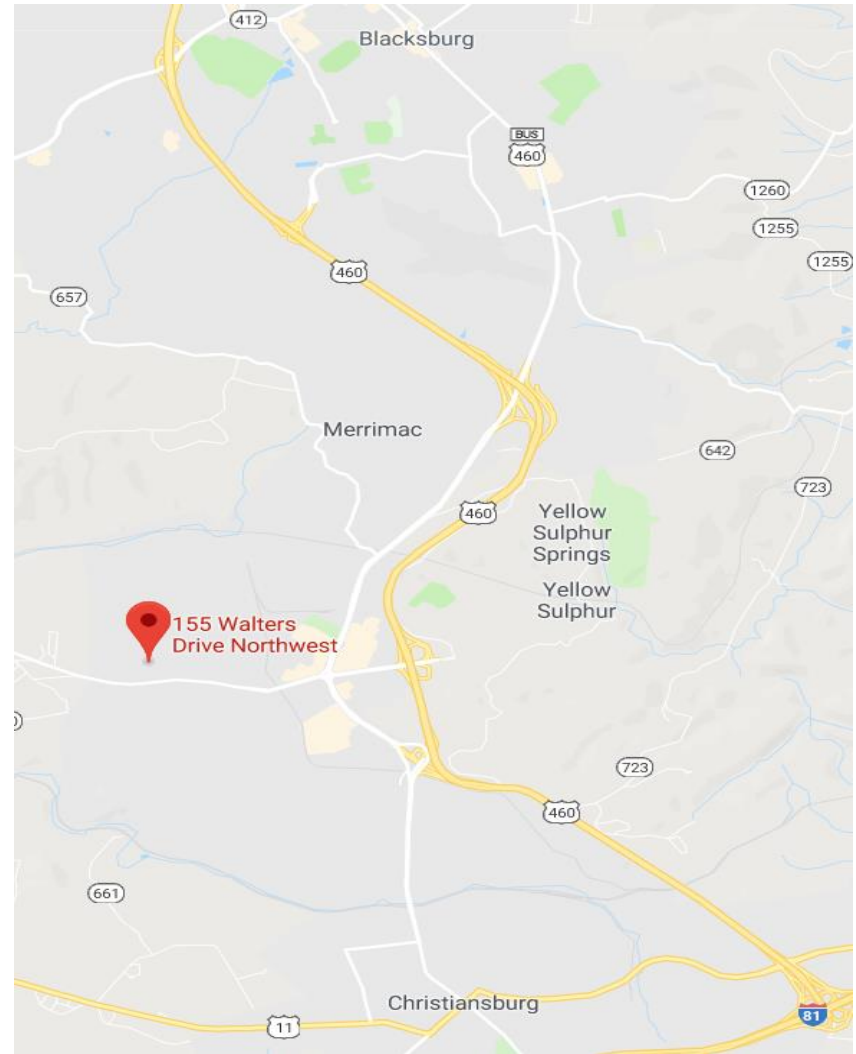 412
Blacksburg
BUS
460
1260
1255
1255
460
657
Merrimac
642
723
460
Yellow
Sulphur
Springs
Yellow
Sulphur
155 Walters
Drive Northwest
723
460
661
Christiansburg
11
81